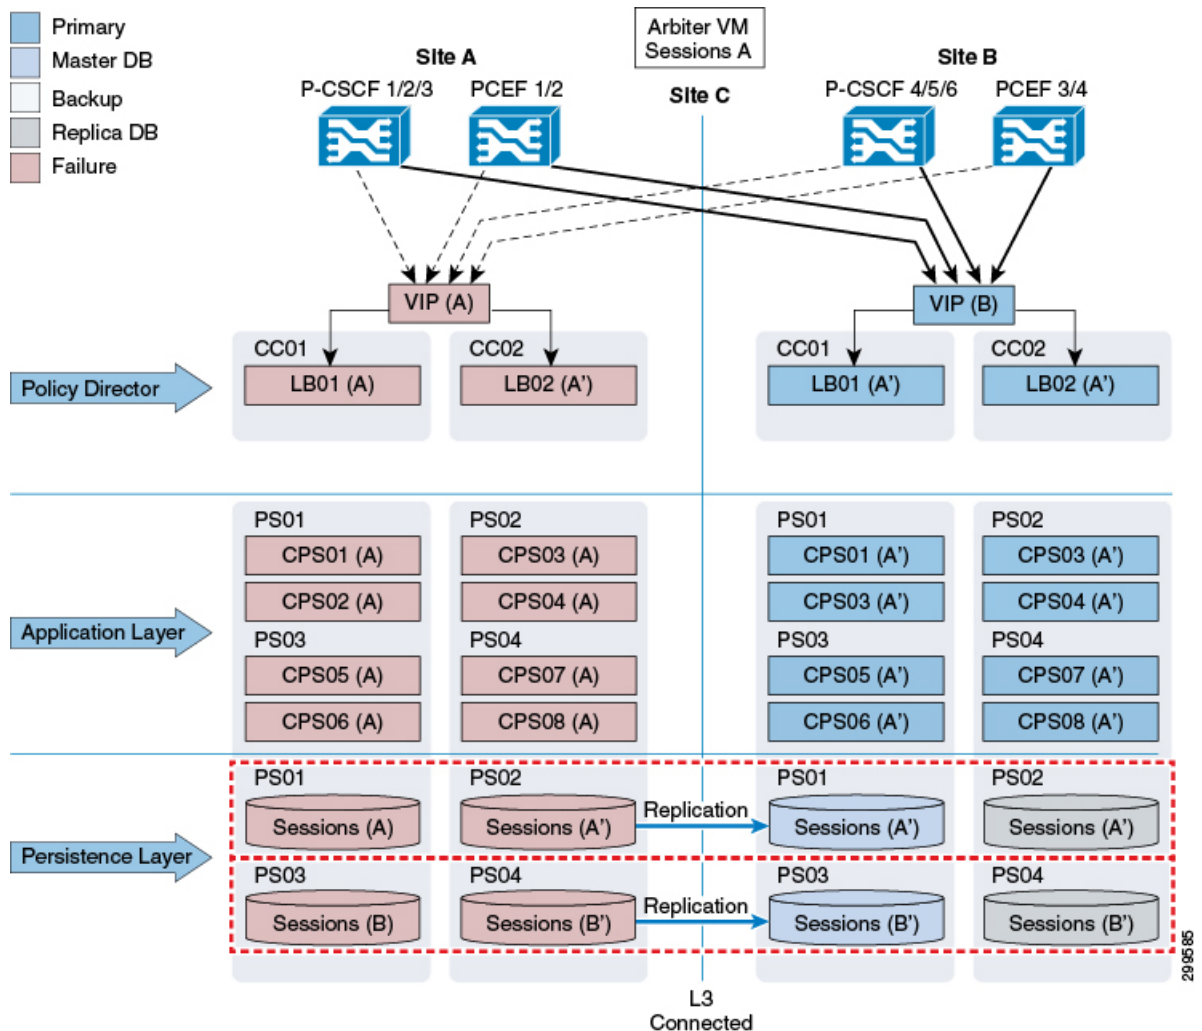 Primary
Master DB
Backup
Replica DB
Failure
Arbiter VM
Sessions A
Site A
Site C
Site B
P-CSCF 1/2/3
PCEF 1/2
P-CSCF 4/5/6
PCEF 3/4
VIP (A)
VIP (B)
Policy Director
CC01
CC02
CC01
CC02
LB01 (A)
LB02 (A')
LB01 (A')
LB02 (A')
Application Layer
PS01
PS02
PS01
PS02
CPS01 (A)
CPS03 (A)
CPS01 (A')
CPS03 (A')
CPS02 (A)
CPS04 (A)
CPS03 (A')
CPS04 (A')
PS03
PS04
PS03
PS04
CPS05 (A)
CPS07 (A)
CPS05 (A')
CPS07 (A')
CPS06 (A)
CPS08 (A)
CPS06 (A')
CPS08 (A')
Persistence Layer
PS01
PS02
PS01
PS02
Sessions (A)
Sessions (A')
Replication
Sessions (A')
Sessions (A')
PS03
PS04
PS03
PS04
Sessions (B)
Sessions (B')
Replication
Sessions (B')
Sessions (B')
L3
Connected
299585